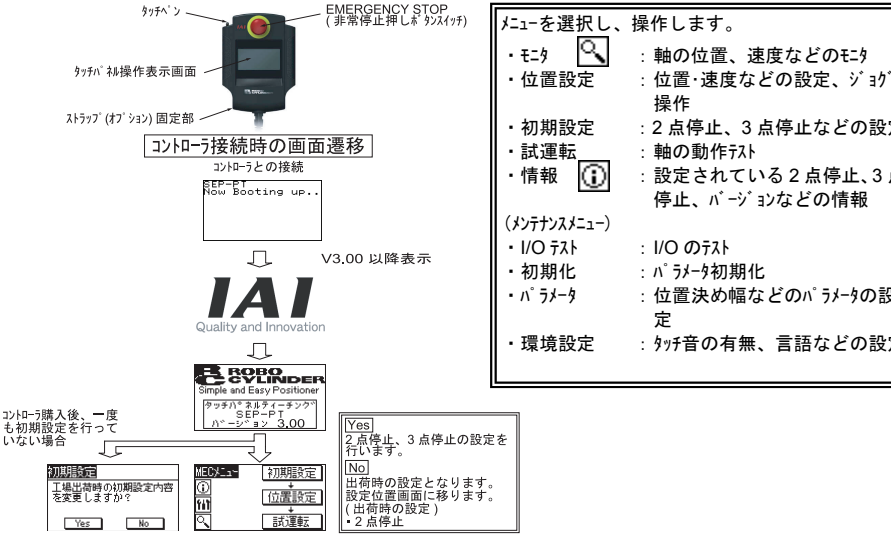 タッチペン
EMERGENCY STOP
(非常停止押しボタンスイッチ)
タッチパネル操作表示画面
ストラップ(オプション)固定部
コントローラ接続時の画面遷移
コントローラとの接続
SEP-PT
Now Booting up..
V3.00 以降表示
IAI
Quality and Innovation
ROBO
CYLINDER
Simple and Easy Positioner
タッチパネルティーチング
SEP-PT
バージョン 3.00
コントローラ購入後、一度
も初期設定を行って
いない場合
初期設定
工場出荷時の初期設定内容
を変更しますか?
Yes No
MECメニュー
初期設定
位置設定
試運転
Yes
2点停止、3点停止の設定を
行います。
No
出荷時の設定となります。
設定位置画面に移ります。
(出荷時の設定)
・2点停止
メニューを選択し、操作します。
・モニタ :軸の位置、速度などのモニタ
・位置設定 :位置・速度などの設定、ジョグ
操作
・初期設定 :2点停止、3点停止などの設定
・試運転 :軸の動作テスト
・情報 :設定されている2点停止、3点
停止、バージョンなどの情報
(メンテナンスメニュー)
・I/Oテスト :I/Oのテスト
・初期化 :パラメータ初期化
・パラメータ :位置決め幅などのパラメータの設
定
・環境設定 :タッチ音の有無、言語などの設定